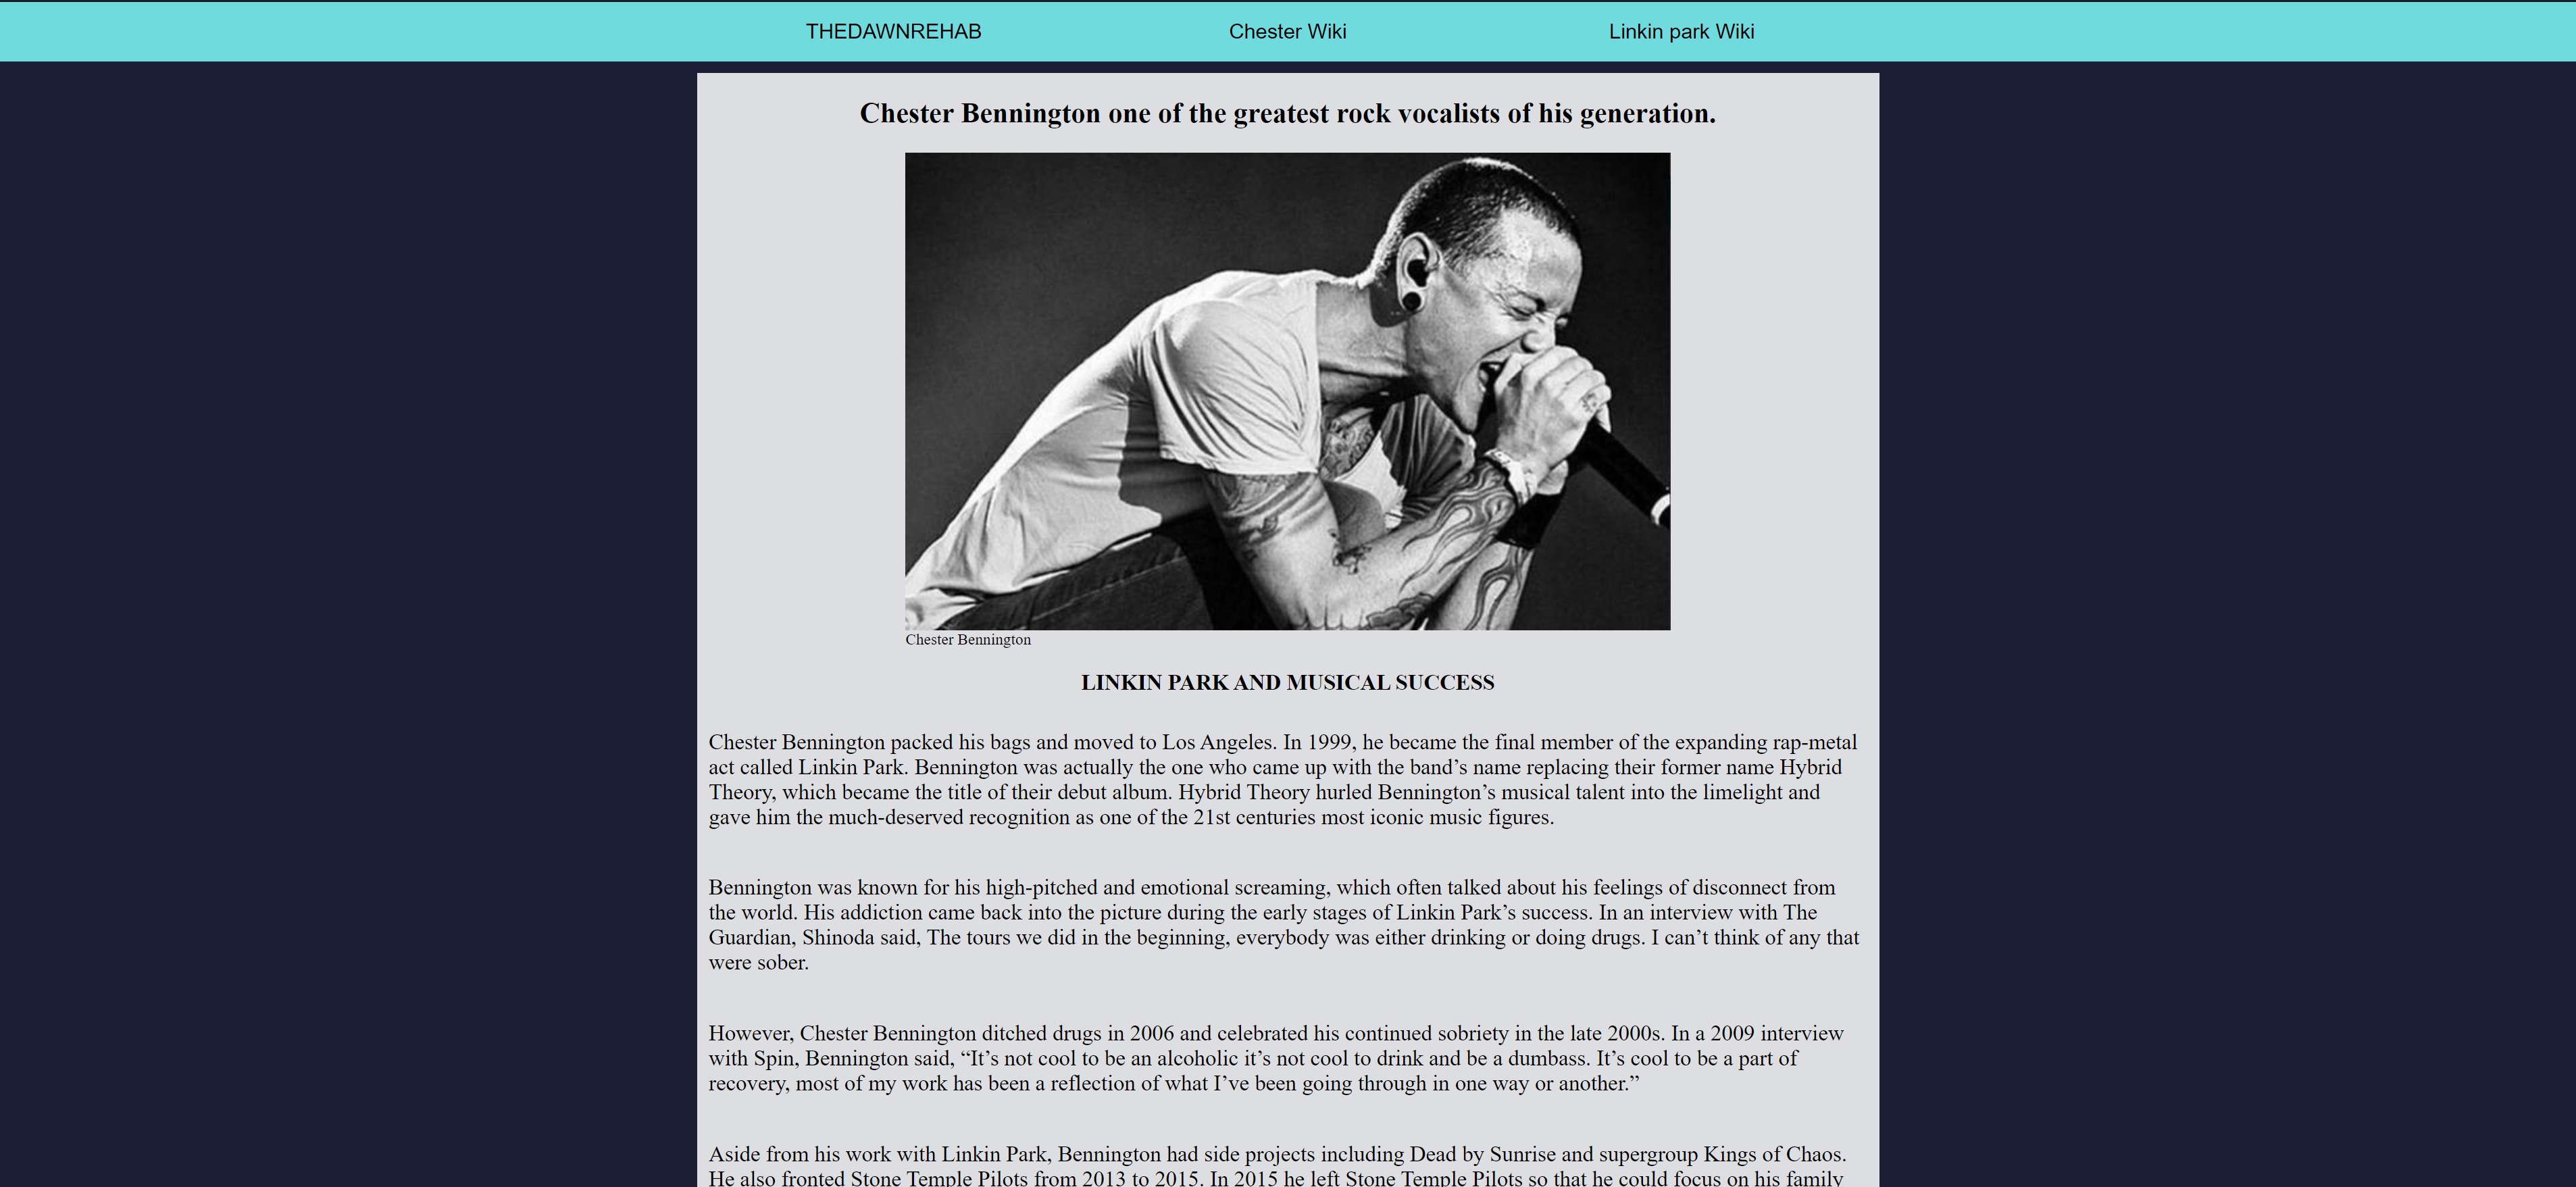 THEDAWNREHAB
Chester Wiki
Linkin park Wiki
Chester Bennington one of the greatest rock vocalists of his generation.
Chester Bennington
LINKIN PARK AND MUSICAL SUCCESS
Chester Bennington packed his bags and moved to Los Angeles. In 1999, he became the final member of the expanding rap-metal
act called Linkin Park. Bennington was actually the one who came up with the band’s name replacing their former name Hybrid
Theory, which became the title of their debut album. Hybrid Theory hurled Bennington’s musical talent into the limelight and
gave him the much-deserved recognition as one of the 21st centuries most iconic music figures.
Bennington was known for his high-pitched and emotional screaming, which often talked about his feelings of disconnect from
the world. His addiction came back into the picture during the early stages of Linkin Park’s success. In an interview with The
Guardian, Shinoda said, The tours we did in the beginning, everybody was either drinking or doing drugs. I can’t think of any that
were sober.
However, Chester Bennington ditched drugs in 2006 and celebrated his continued sobriety in the late 2000s. In a 2009 interview
with Spin, Bennington said, “It’s not cool to be an alcoholic it’s not cool to drink and be a dumbass. It’s cool to be a part of
recovery, most of my work has been a reflection of what I’ve been going through in one way or another.”
Aside from his work with Linkin Park, Bennington had side projects including Dead by Sunrise and supergroup Kings of Chaos.
He also fronted Stone Temple Pilots from 2013 to 2015. In 2015 he left Stone Temple Pilots so that he could focus on his family